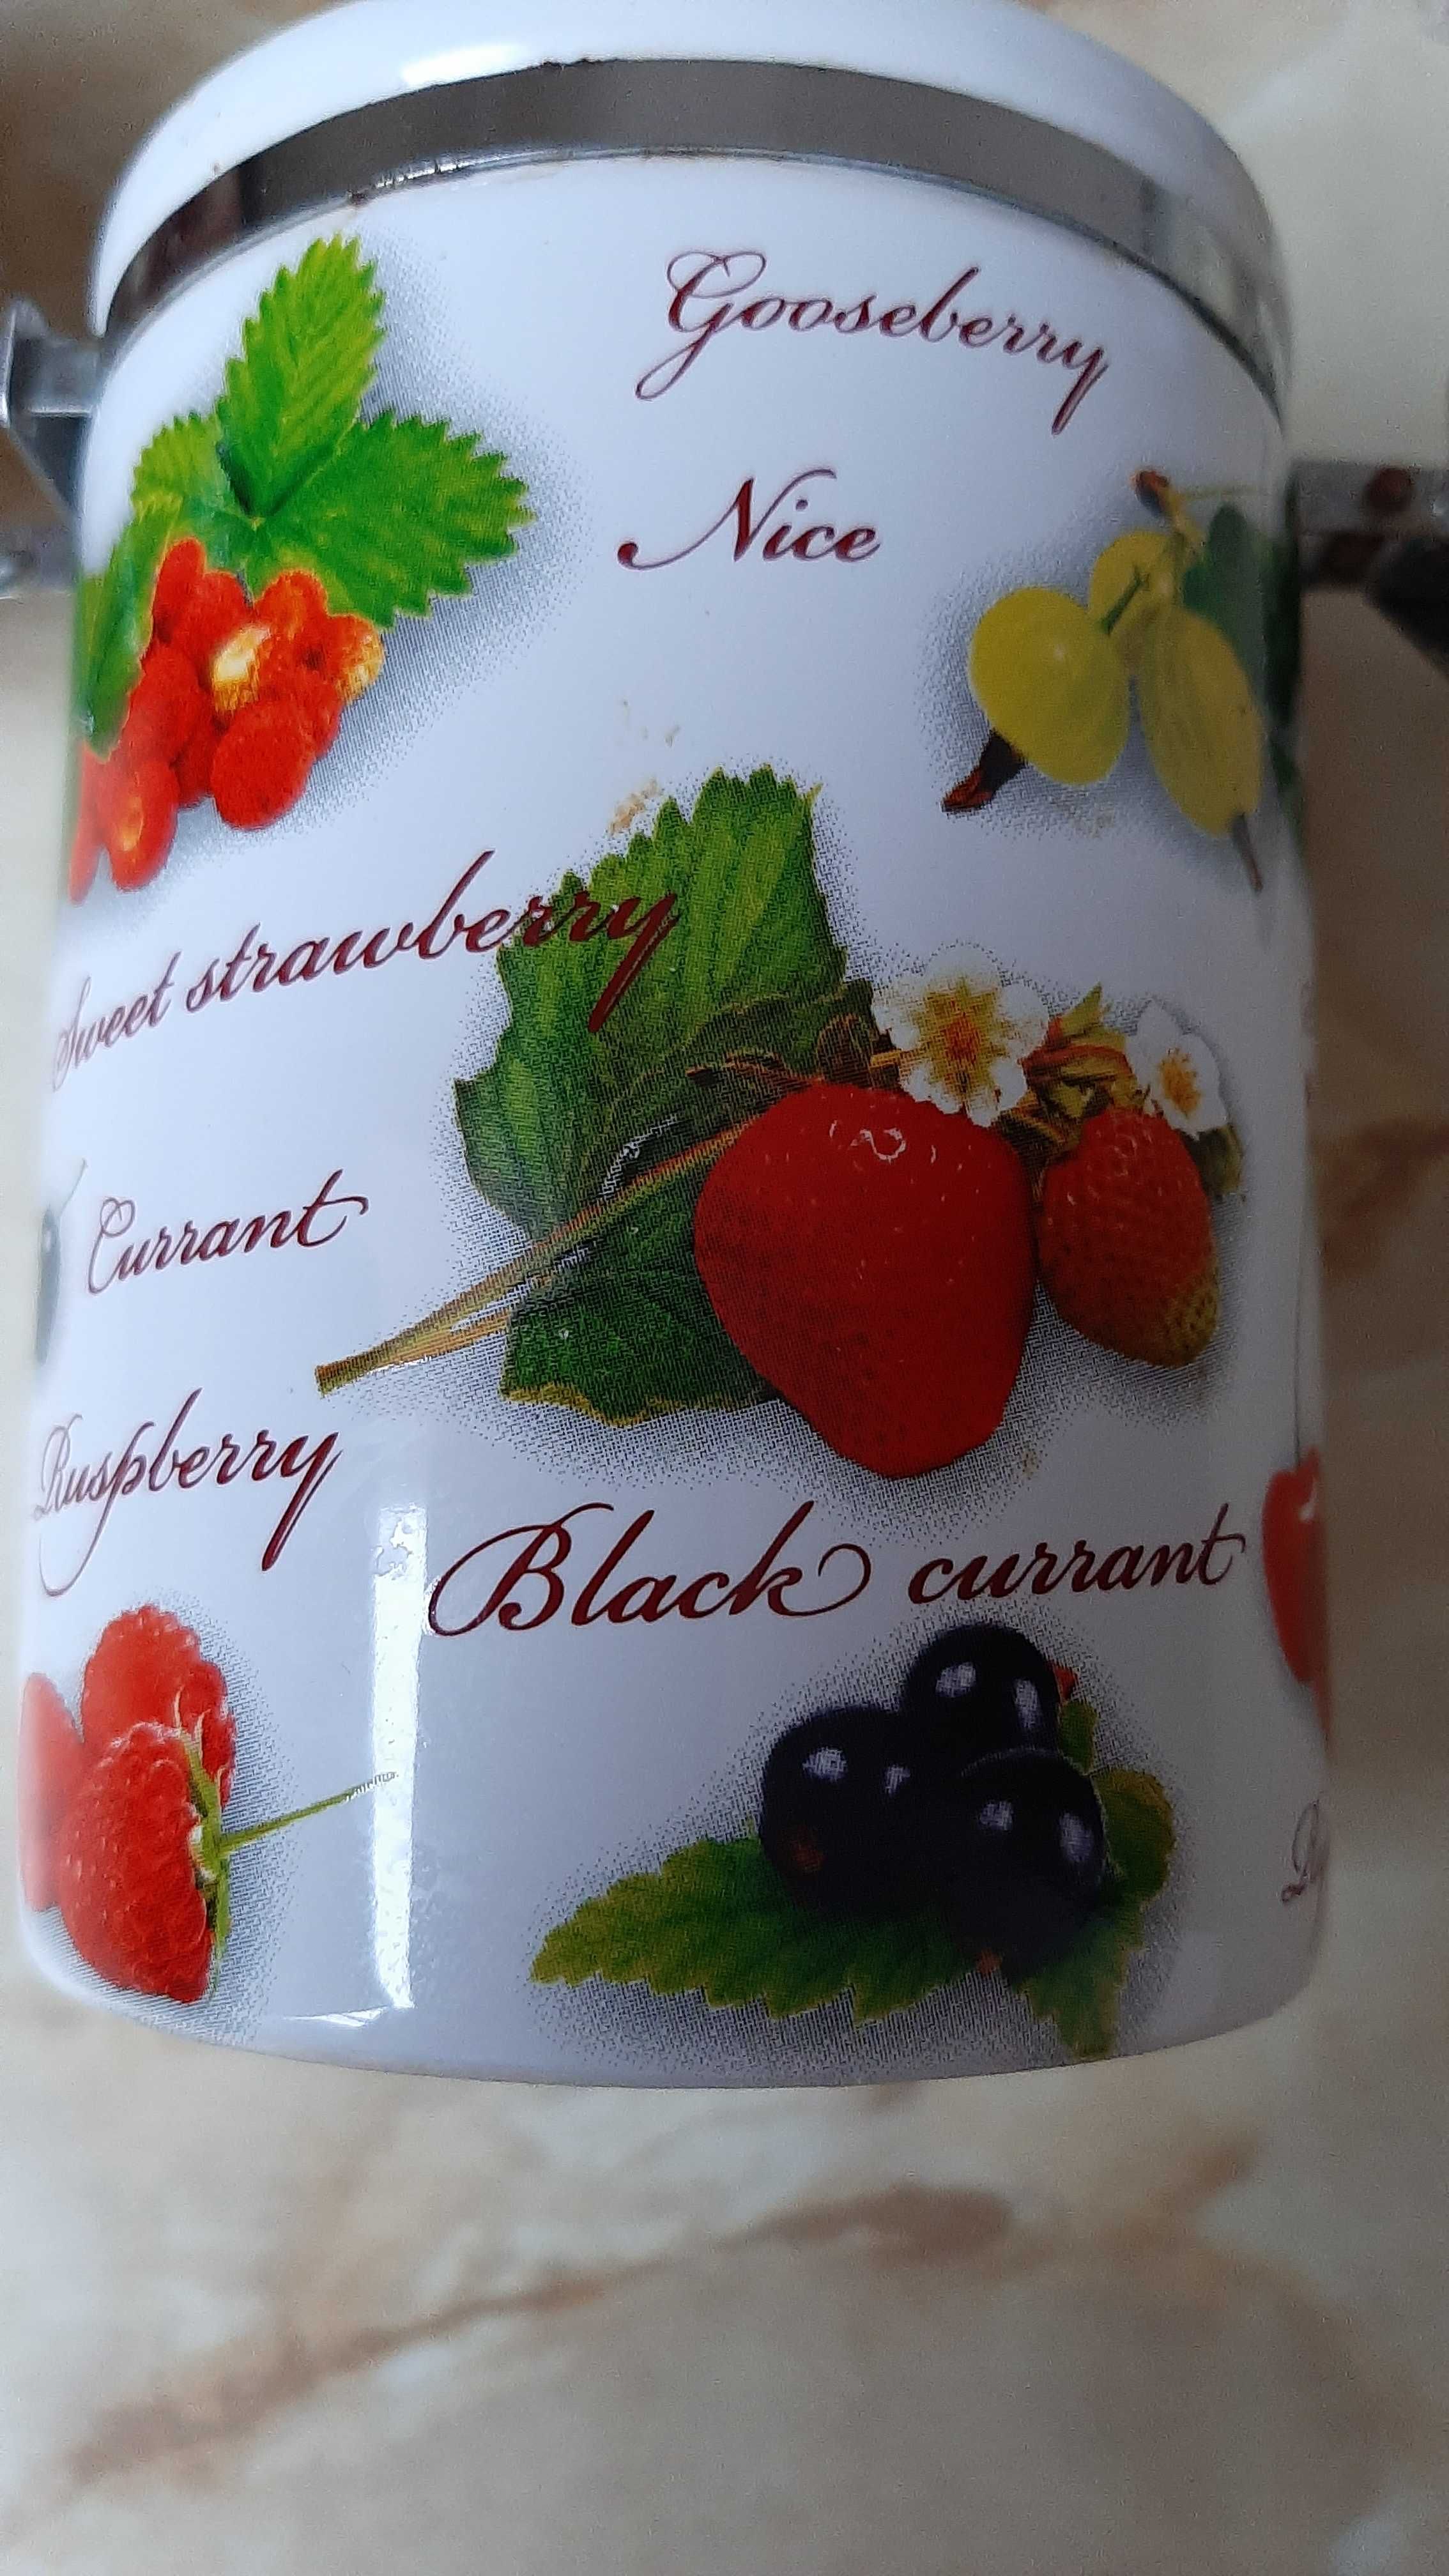 Gooseberry
Nice
Sweet strawberry
Currant
Ruspberry
Black currant